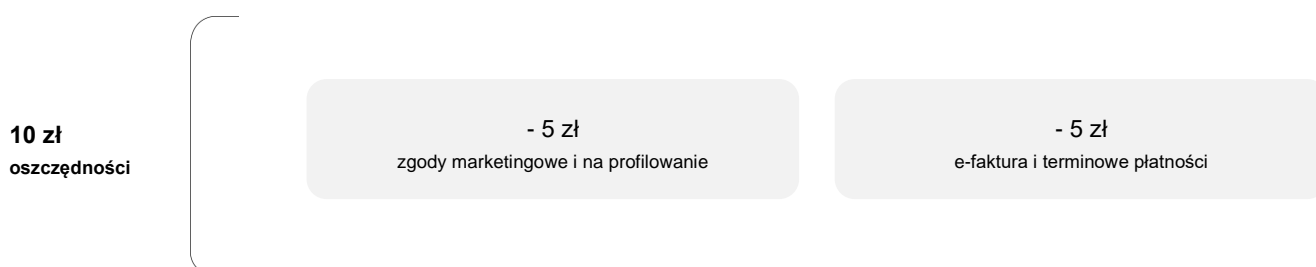 10 zł
oszczędności
- 5 zł
zgody marketingowe i na profilowanie
- 5 zł
e-faktura i terminowe płatności